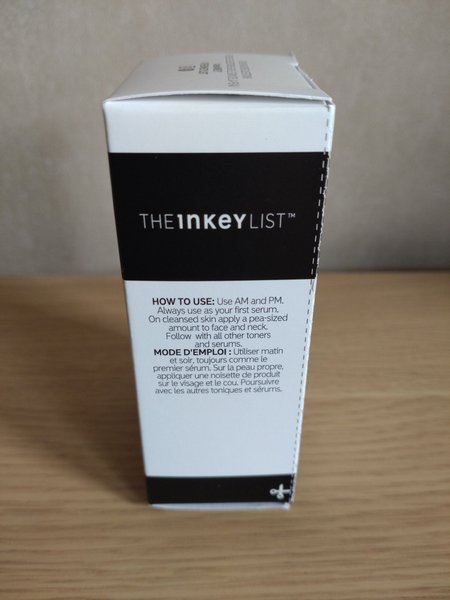 THE INKEY LIST™
HOW TO USE: Use AM and PM.
Always use as your first serum.
On cleansed skin apply a pea-sized
amount to face and neck.
Follow with all other toners
and serums.
MODE D'EMPLOI : Utiliser matin
et soir, toujours comme le
premier sérum. Sur la peau propre,
appliquer une noisette de produit
sur le visage et le cou. Poursuivre
avec les autres toniques et sérums.